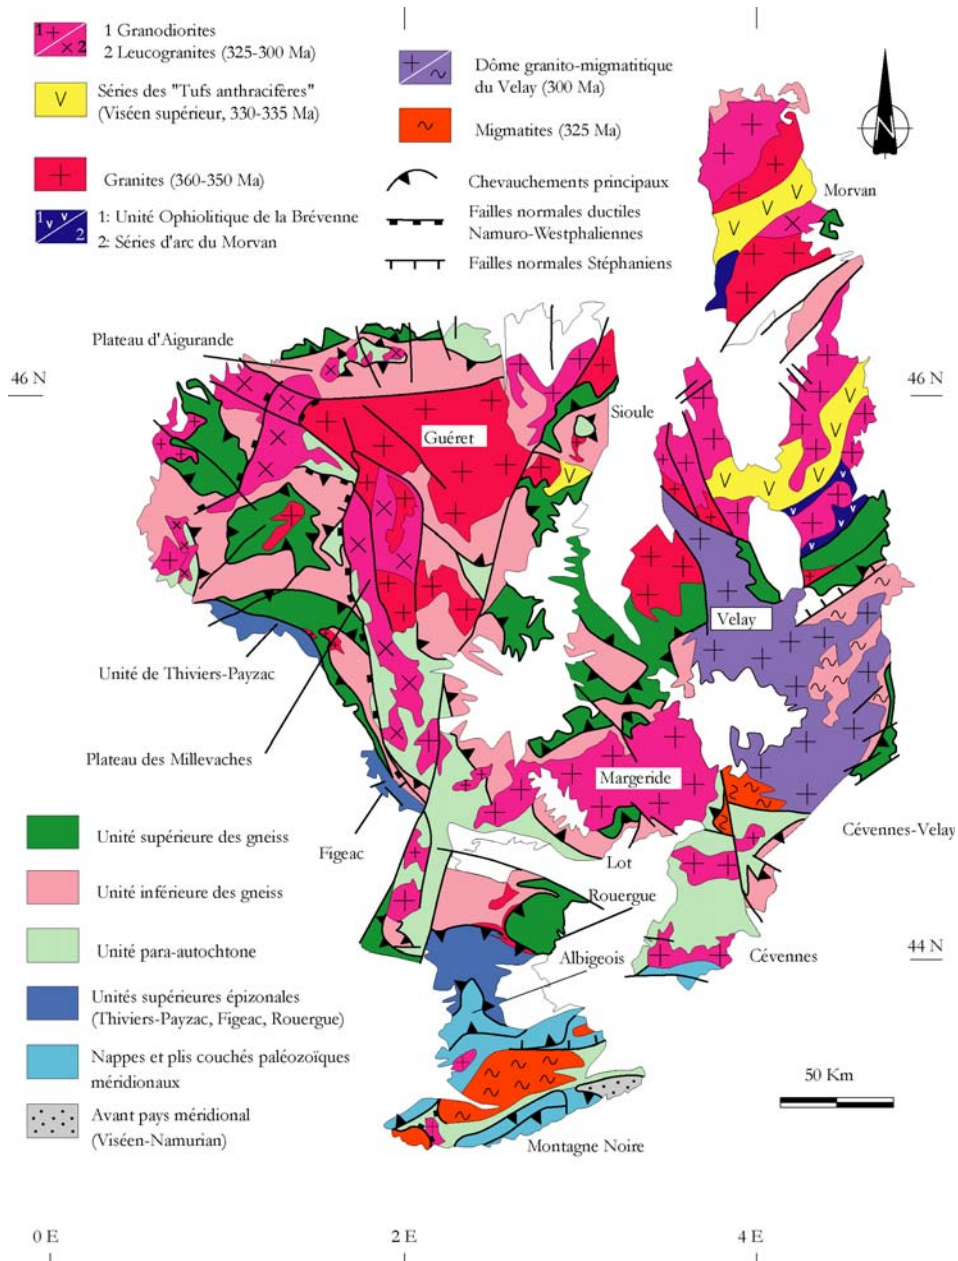 1 2
1 Granodiorites
2 Leucogranites (325-300 Ma)
Séries des "Tufs anthracifères"
(Viséen supérieur, 330-335 Ma)
Granites (360-350 Ma)
1 2
1: Unité Ophiolitique de la Brévenne
2: Séries d'arc du Morvan
Dôme granito-migmatitique
du Velay (300 Ma)
Migmatites (325 Ma)
Chevauchements principaux
Failles normales ductiles
Namuro-Westphaliennes
Failles normales Stéphaniens
N
Morvan
Plateau d'Aigurande
46 N
46 N
Sioule
Guéret
Velay
Unité de Thiviers-Payzac
Plateau des Millevaches
Margeride
Cévennes-Velay
Figeac
Lot
Rouergue
Albigeois
Cévennes
44 N
Montagne Noire
50 Km
Unité supérieure des gneiss
Unité inférieure des gneiss
Unité para-autochtone
Unités supérieures épizonales
(Thiviers-Payzac, Figeac, Rouergue)
Nappes et plis couchés paléozoïques
méridionaux
Avant pays méridional
(Viséen-Namurian)
0 E
2 E
4 E